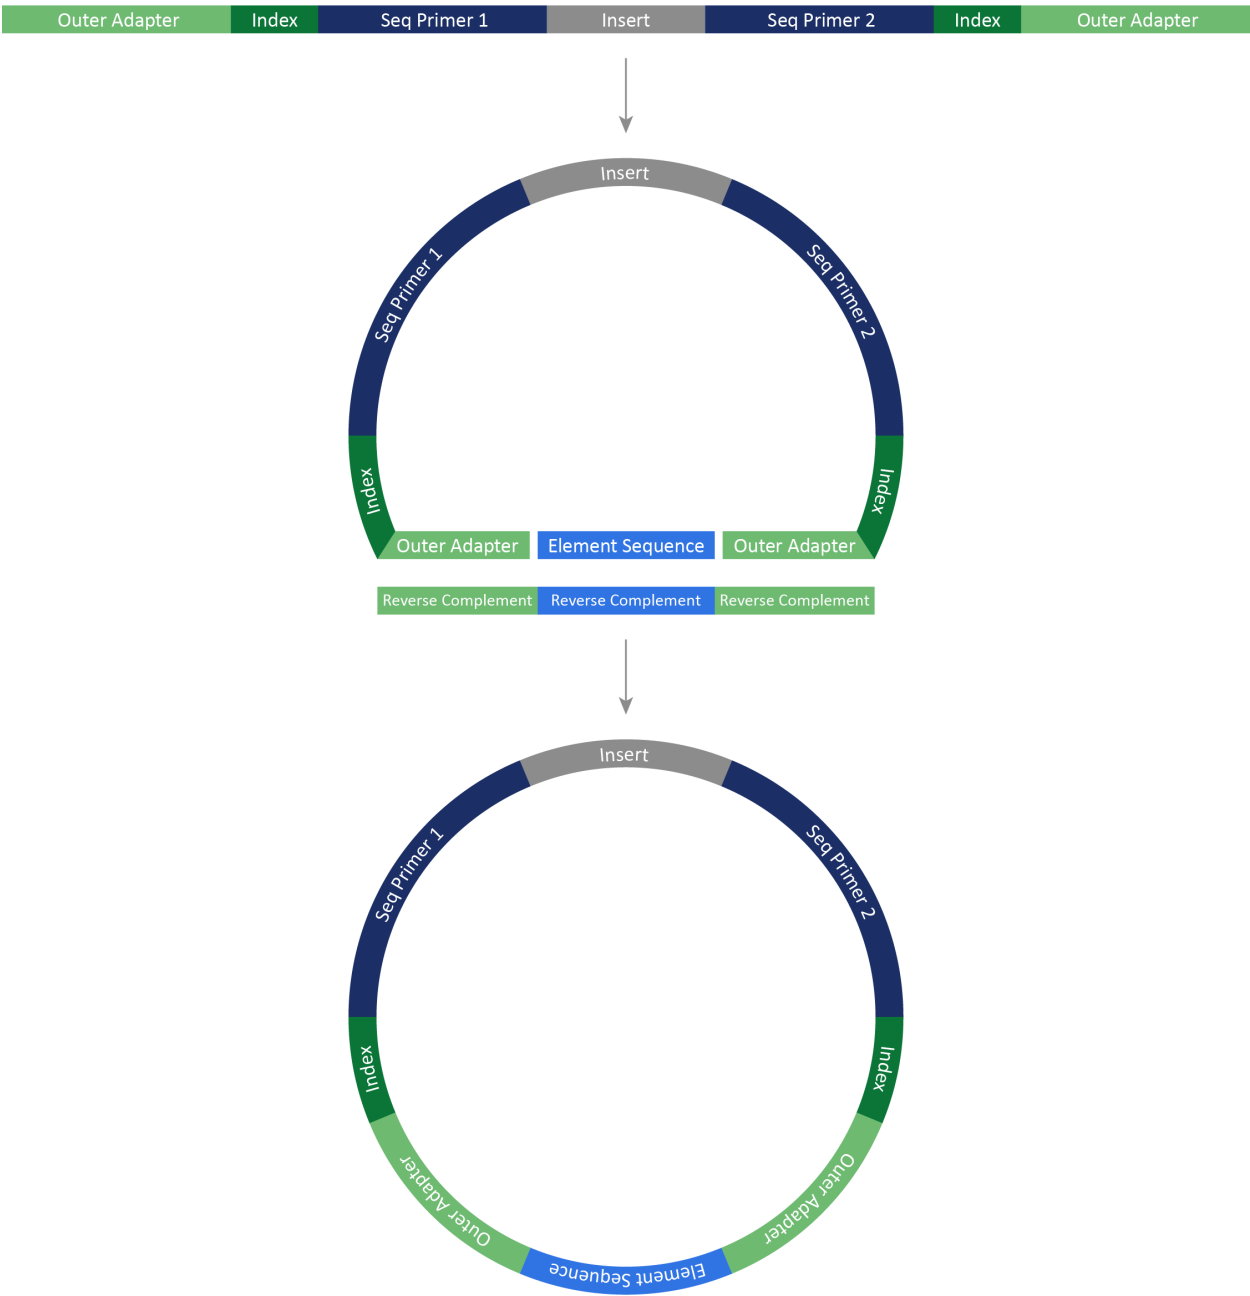 Outer Adapter Index Seq Primer 1 Insert Seq Primer 2 Index Outer Adapter
Insert
Seq Primer 1
Seq Primer 2
Index
Index
Outer Adapter Element Sequence Outer Adapter
Reverse Complement Reverse Complement Reverse Complement
Insert
Seq Primer 1
Seq Primer 2
Index
Index
Outer Adapter
Outer Adapter
Element Sequence